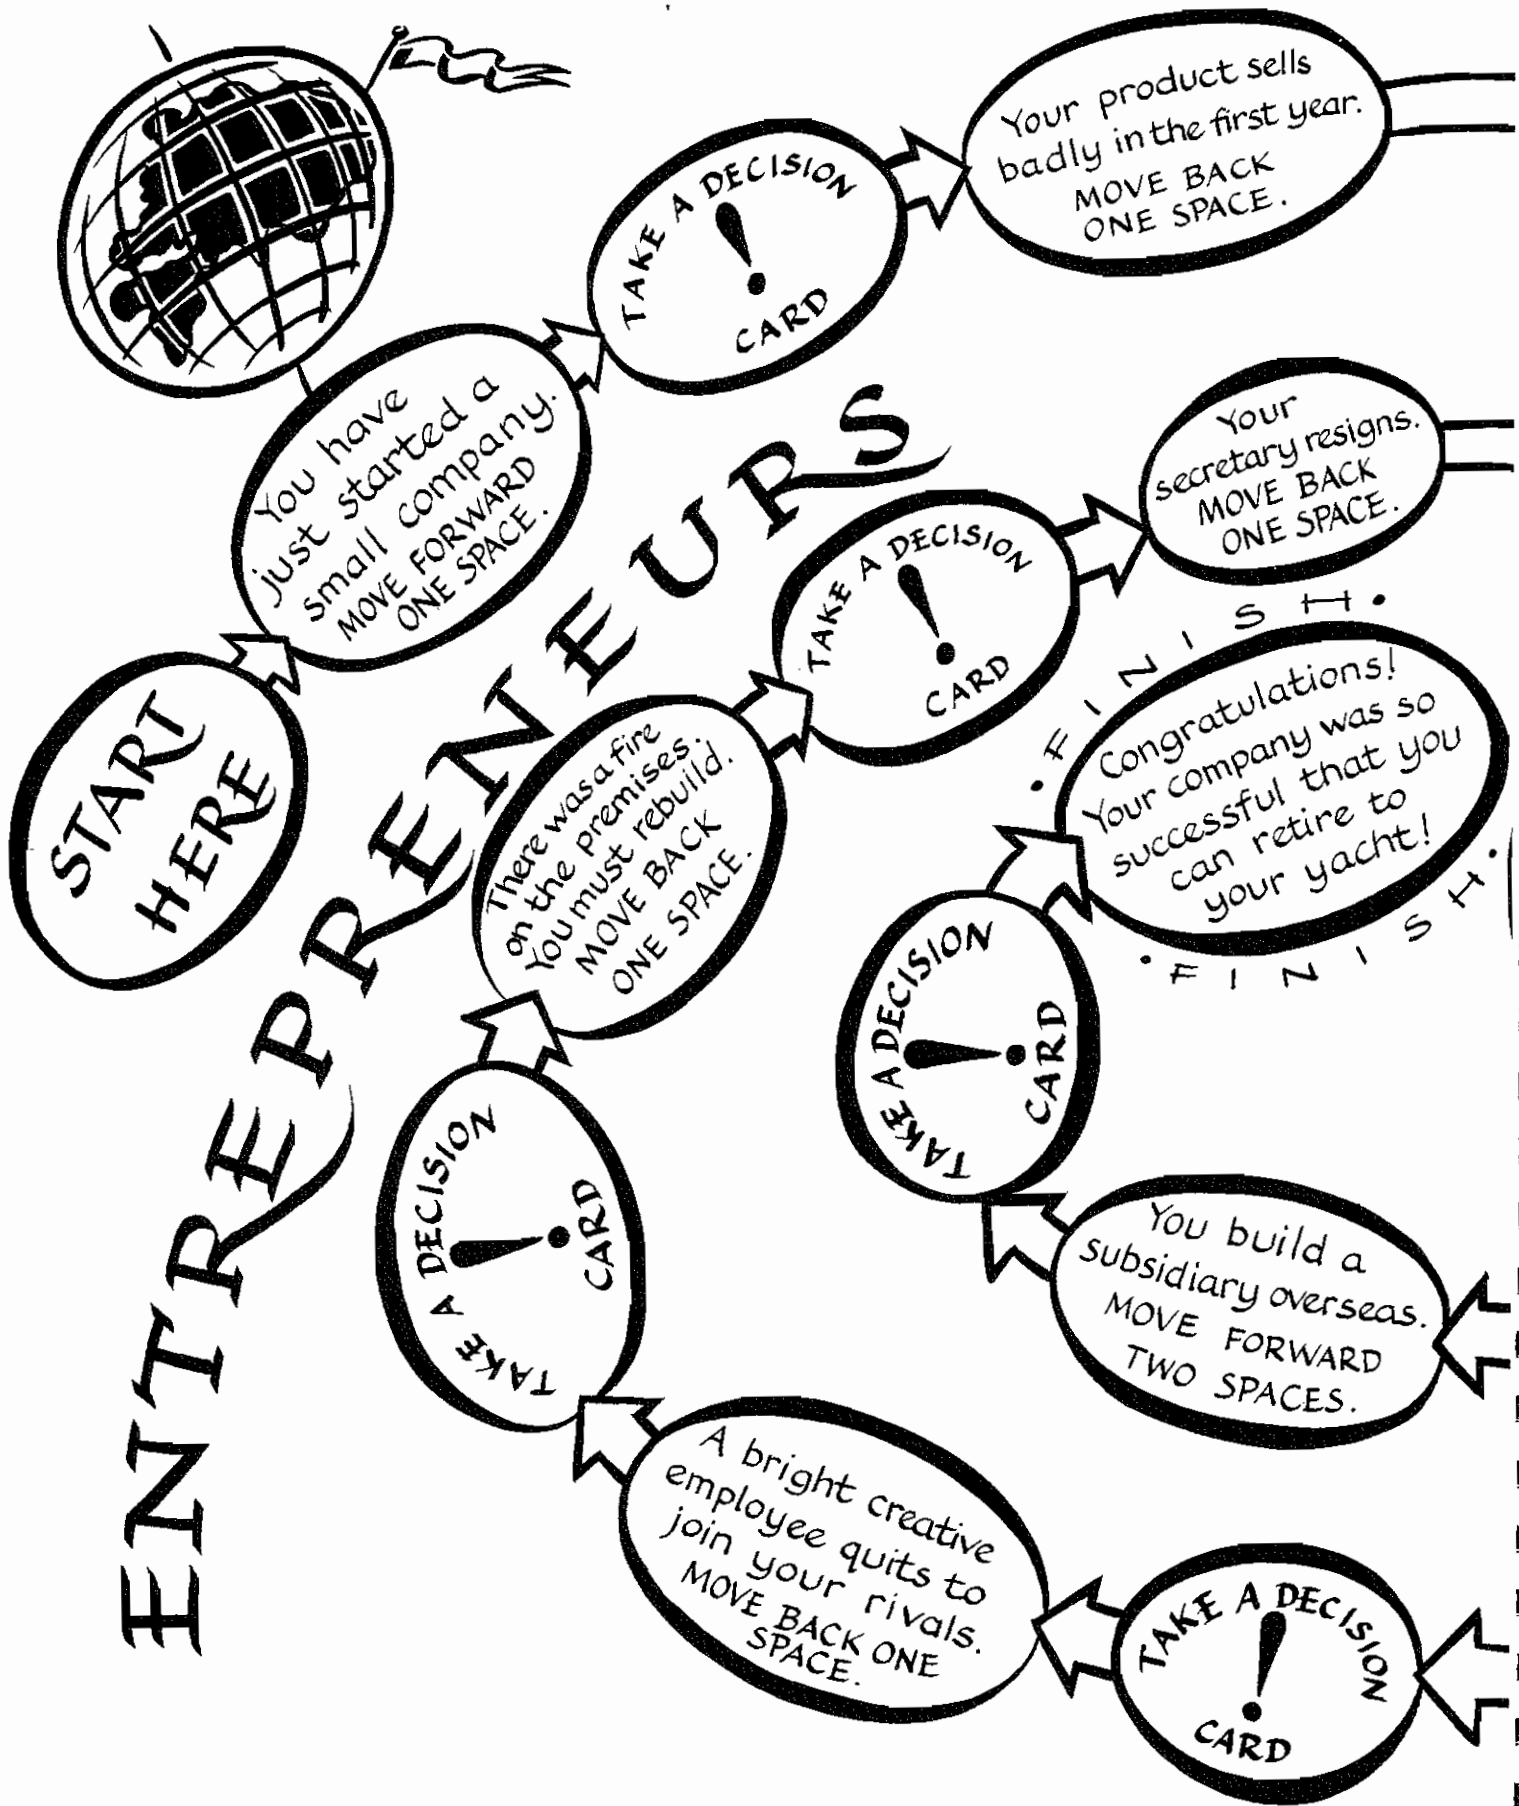 START
HERE
You have
just started a
small company.
MOVE FORWARD
ONE SPACE.
TAKE A DECISION
!
CARD
Your product sells
badly in the first year.
MOVE BACK
ONE SPACE.
ENTREPRENEURS
A bright creative
employee quits to
join your rivals.
MOVE BACK ONE
SPACE.
TAKE A DECISION
!
CARD
TAKE A DECISION
!
CARD
There was a fire
on the premises.
You must rebuild.
MOVE BACK
ONE SPACE.
TAKE A DECISION
!
CARD
Your
secretary resigns.
MOVE BACK
ONE SPACE.
You build a
subsidiary overseas.
MOVE FORWARD
TWO SPACES.
TAKE A DECISION
!
CARD
• FINISH •
Congratulations!
Your company was so
successful that you
can retire to
your yacht!
• FINISH •